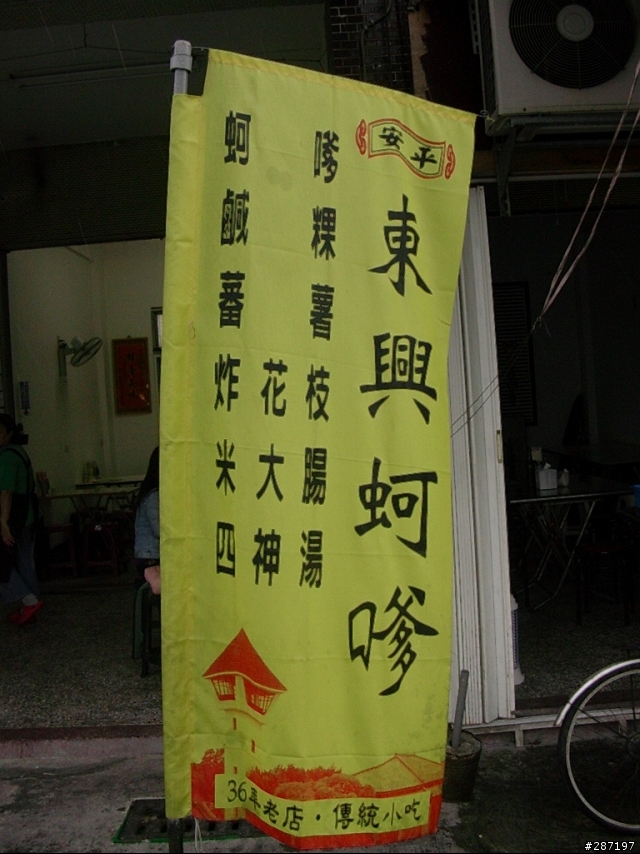 安平
東興蚵嗲
蚵嗲
鹹粿
蕃薯
炸花枝
米大腸
四神湯
36年老店・傳統小吃
#287197